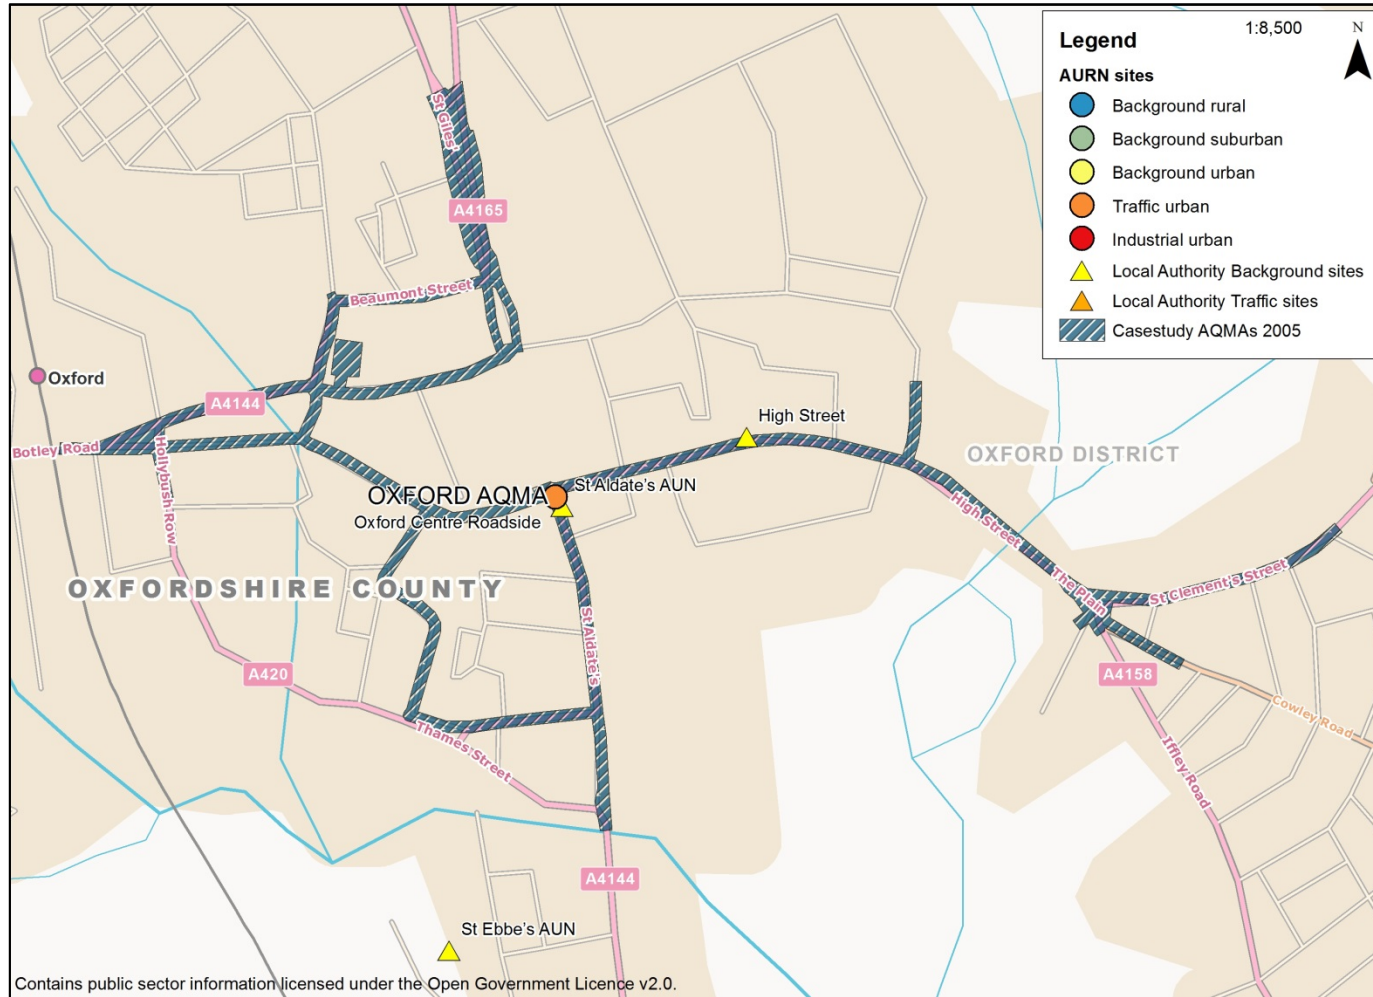 Legend
1:8,500
N
AURN sites
Background rural
Background suburban
Background urban
Traffic urban
Industrial urban
Local Authority Background sites
Local Authority Traffic sites
Casestudy AQMAs 2005
St Giles'
A4165
Beaumont Street
Oxford
A4144
Botley Road
Hollybush Row
High Street
OXFORD DISTRICT
St Aldate's AUN
OXFORD AQMA
Oxford Centre Roadside
High Street
The Plain
St Clement's Street
OXFORDSHIRE COUNTY
St Aldate's
A420
A4158
Thames Street
Cowley Road
Iffley Road
A4144
St Ebbe's AUN
Contains public sector information licensed under the Open Government Licence v2.0.